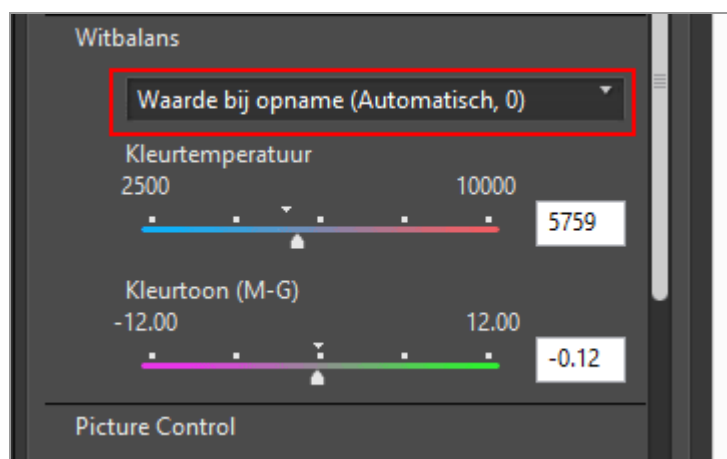 Witbalans
Waarde bij opname (Automatisch, 0)
Kleurtemperatuur
2500 10000
5759
Kleurtoon (M-G)
-12.00 12.00
-0.12
Picture Control